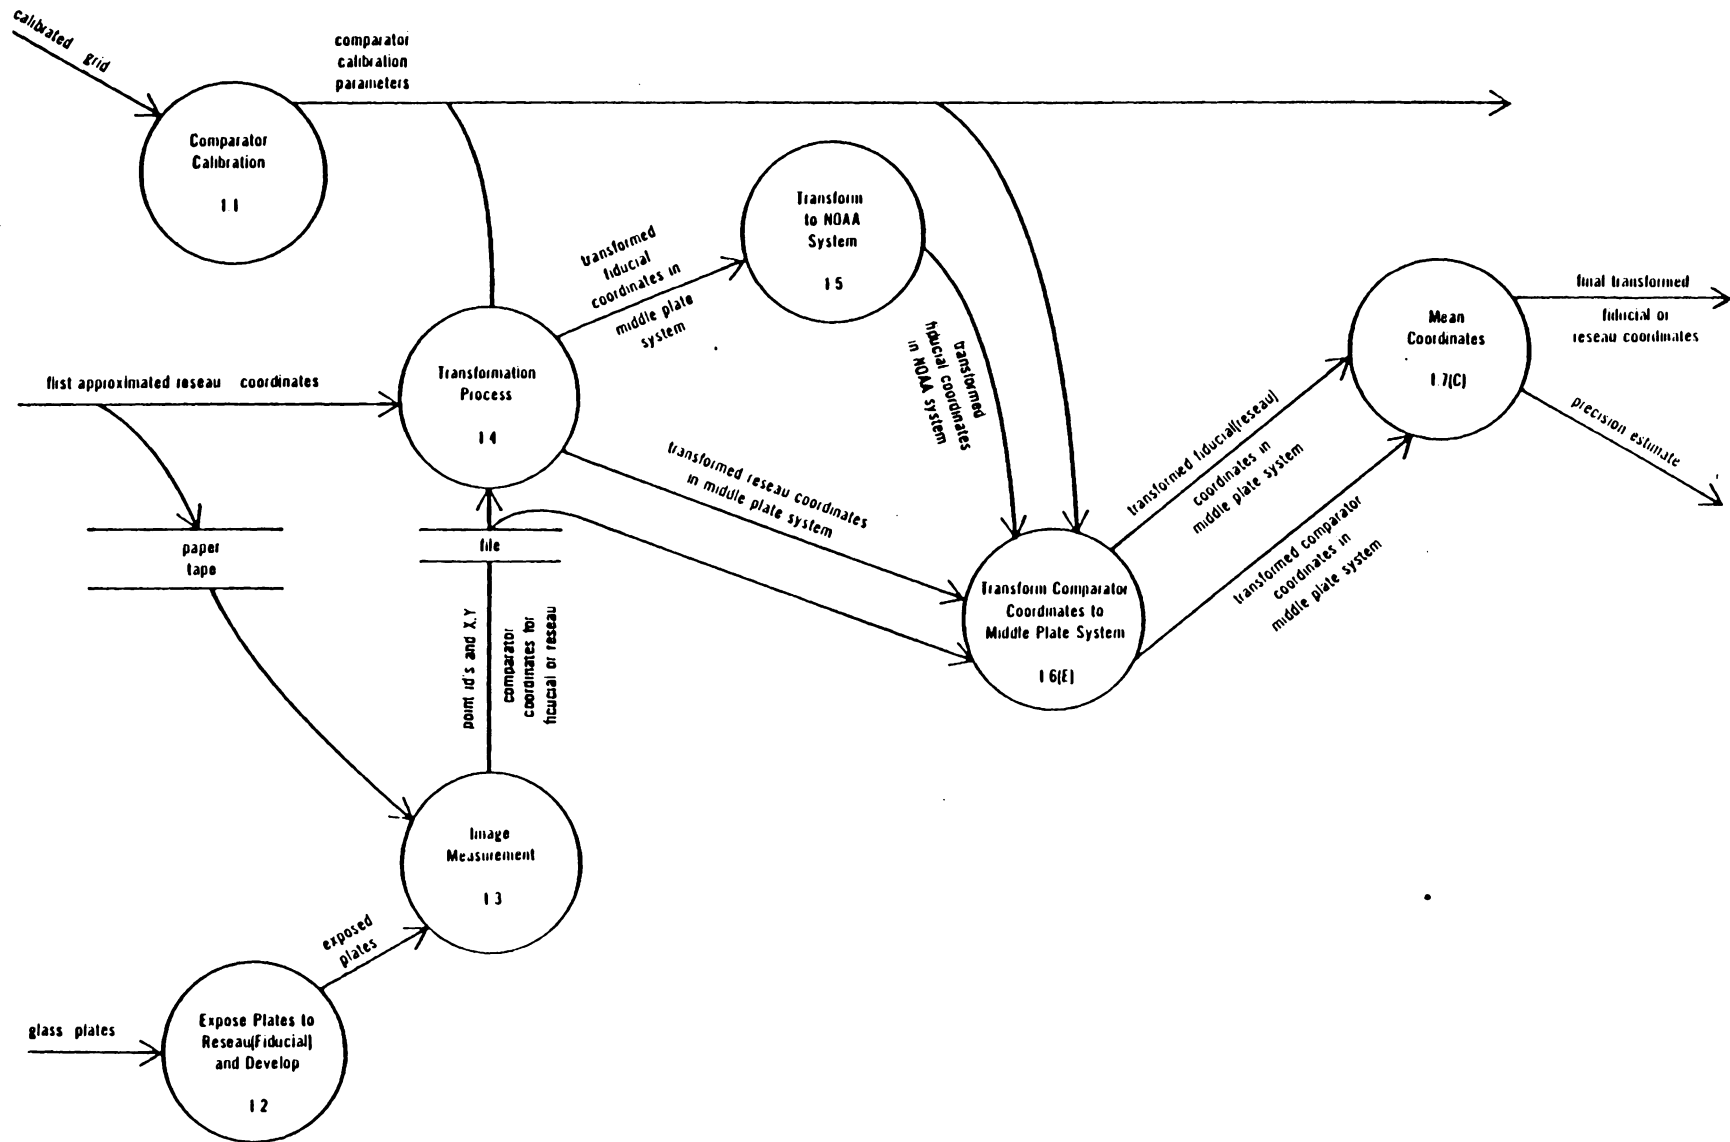 calibrated grid
comparator
calibration
parameters
Comparator
Calibration
1 1
Transform
to NOAA
System
1 5
transformed
fiducial
coordinates in
middle plate
system
first approximated reseau coordinates
Transformation
Process
1 4
transformed
fiducial coordinates
in NOAA system
Mean
Coordinates
1.7(C)
final transformed
fiducial or
reseau coordinates
precision estimate
transformed reseau coordinates
in middle plate system
transformed fiducial(reseau)
coordinates in
middle plate system
transformed comparator
coordinates in
middle plate system
paper
tape
file
Transform Comparator
Coordinates to
Middle Plate System
1 6(E)
point id's and X,Y
comparator
coordinates for
ficucial or reseau
Image
Measurement
1 3
exposed
plates
glass plates
Expose Plates to
Reseau(Fiducial)
and Develop
1 2